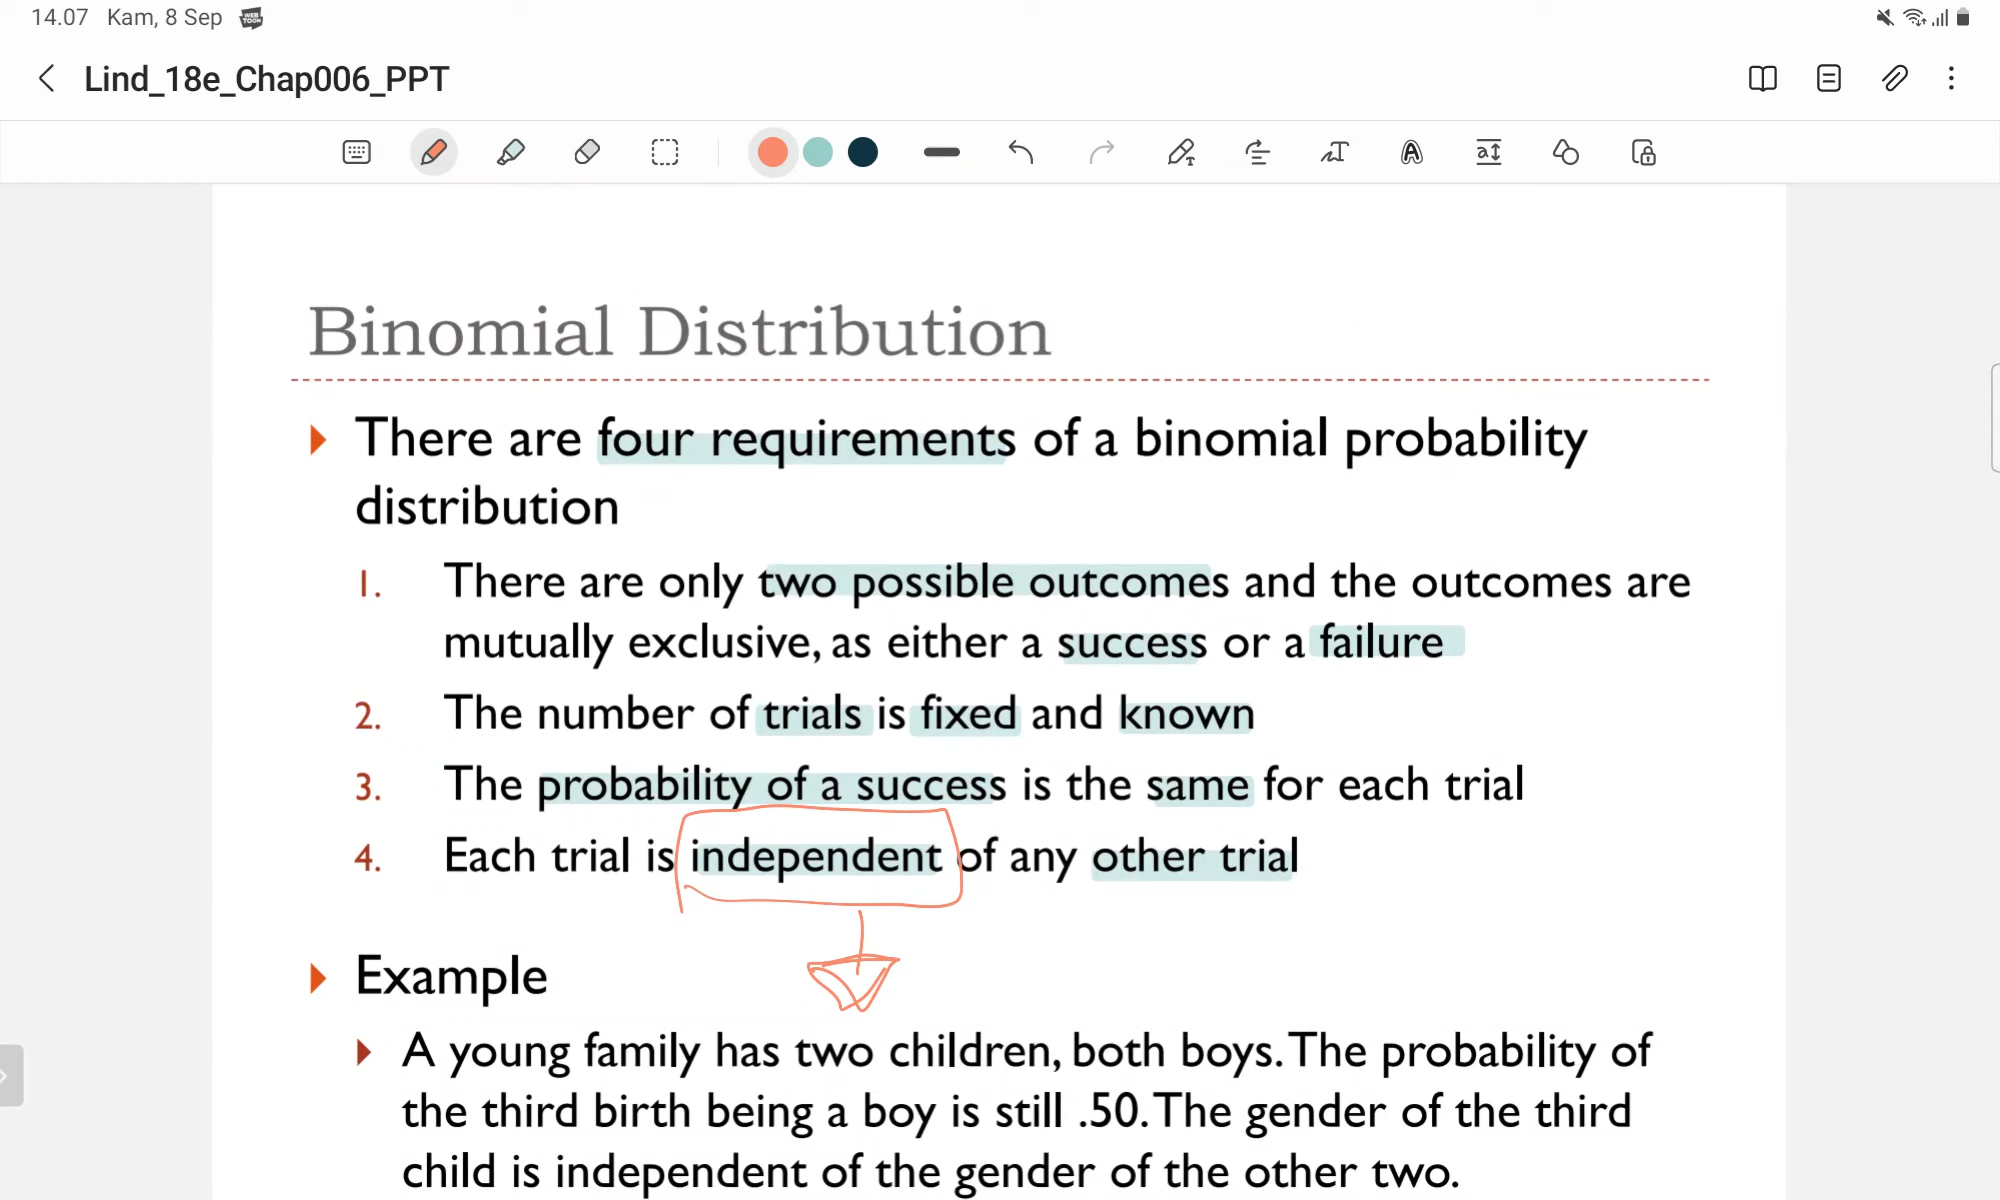 14.07 Kam, 8 Sep WEB TOON
Lind_18e_Chap006_PPT
Binomial Distribution
There are four requirements of a binomial probability
distribution
1. There are only two possible outcomes and the outcomes are
mutually exclusive, as either a success or a failure
2. The number of trials is fixed and known
3. The probability of a success is the same for each trial
4. Each trial is independent of any other trial
Example
A young family has two children, both boys. The probability of
the third birth being a boy is still .50. The gender of the third
child is independent of the gender of the other two.